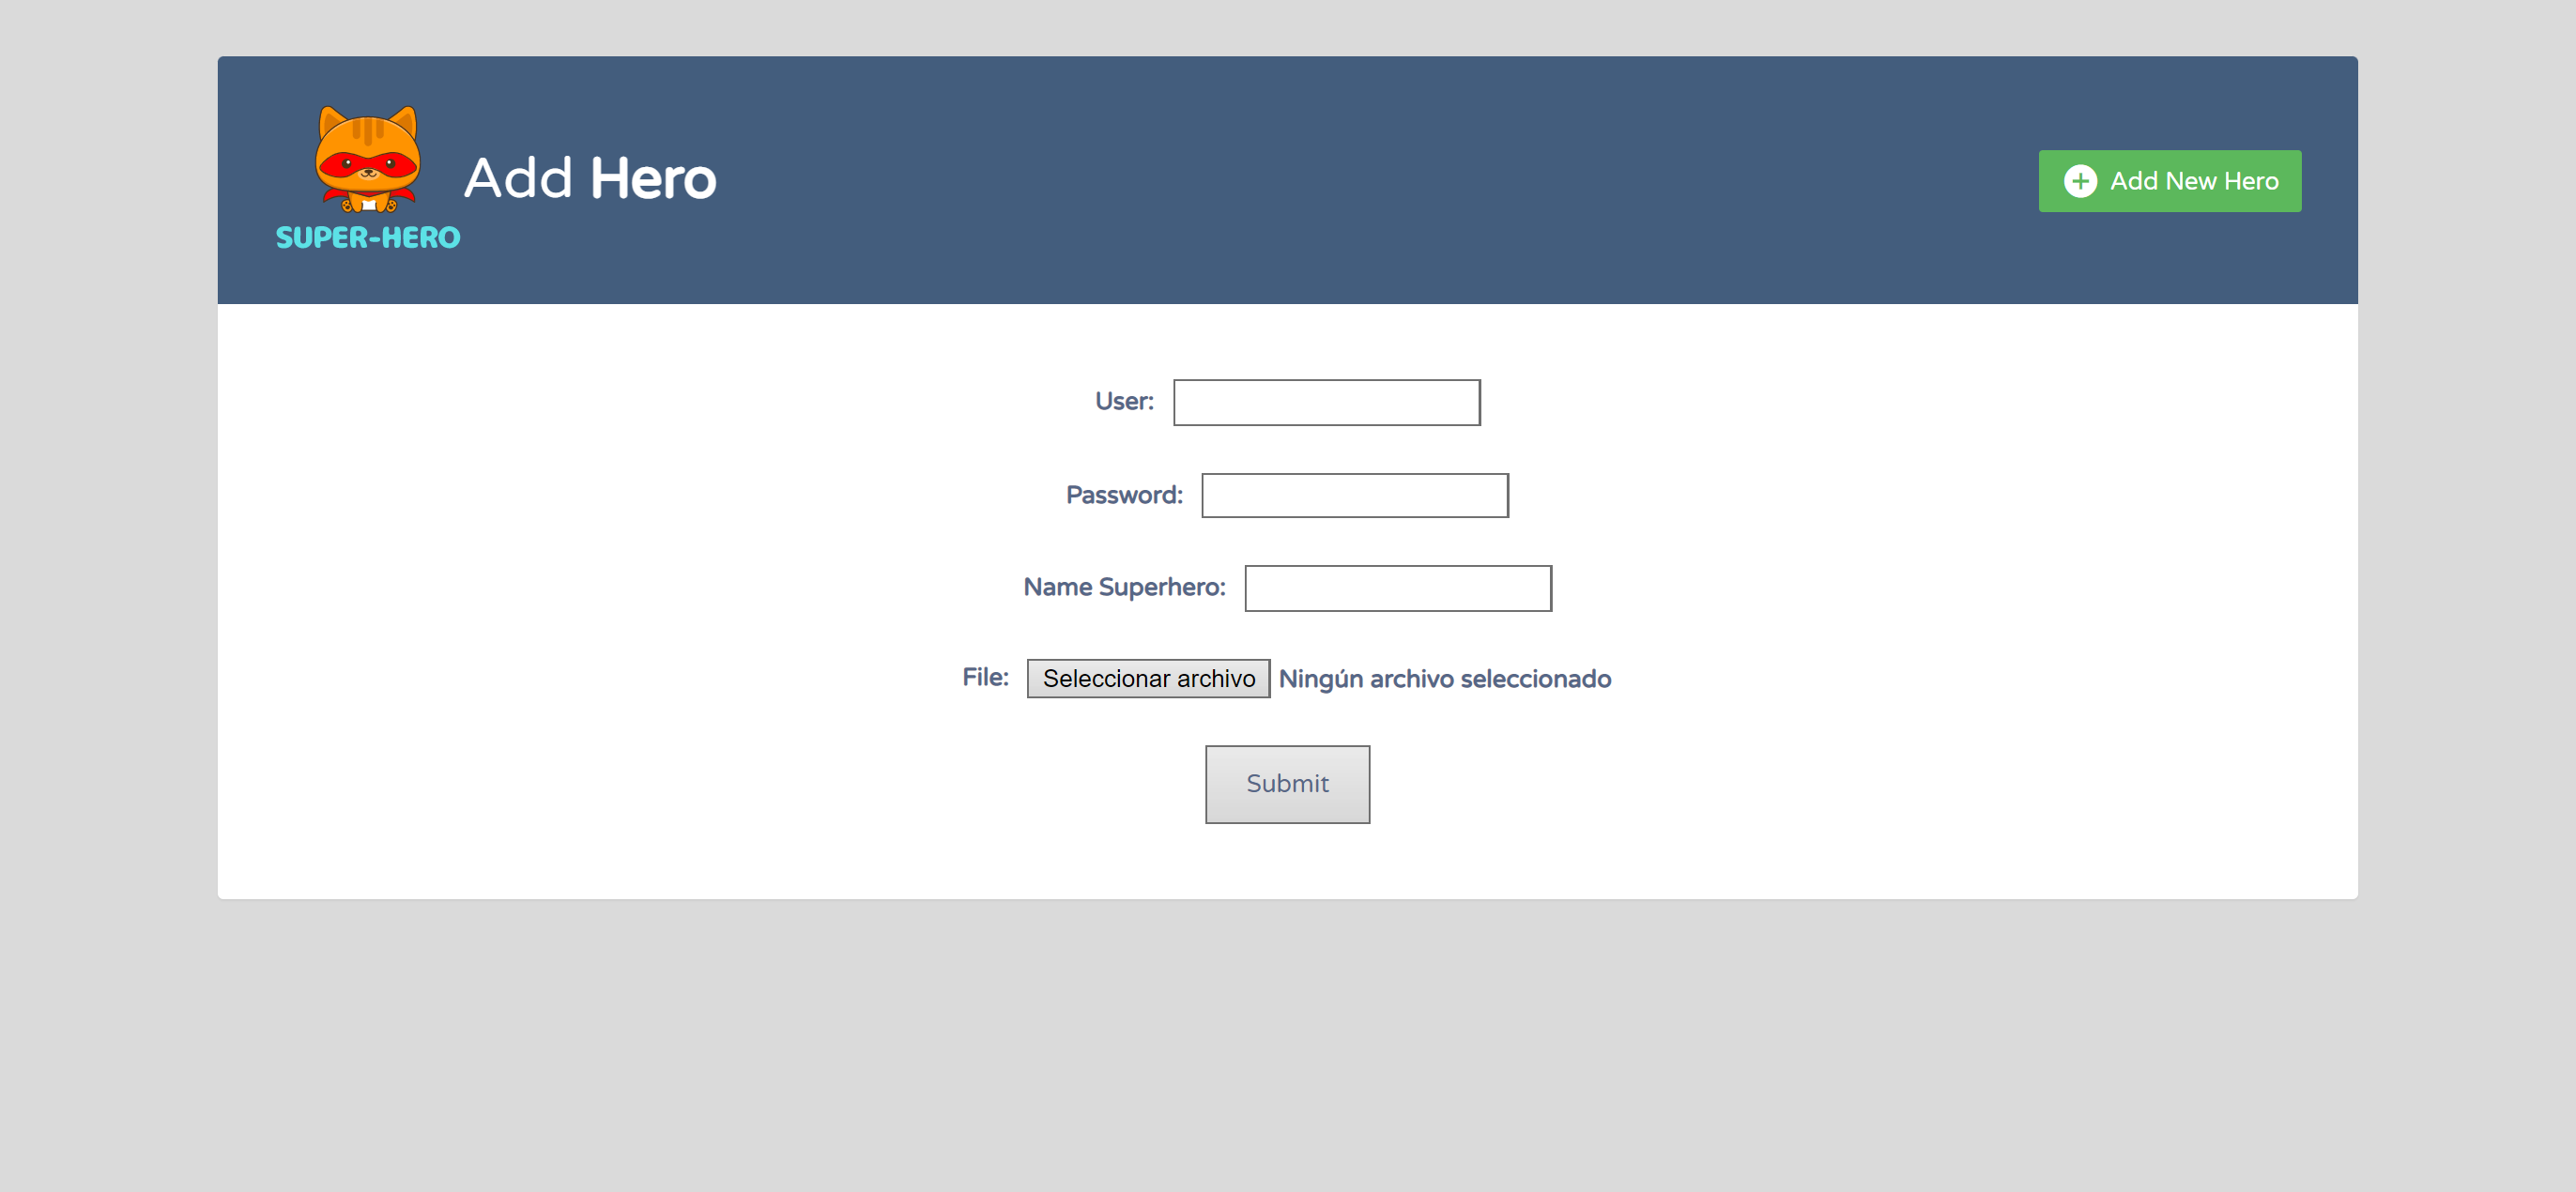 SUPER-HERO
Add Hero
Add New Hero
User:
Password:
Name Superhero:
File: Seleccionar archivo Ningún archivo seleccionado
Submit